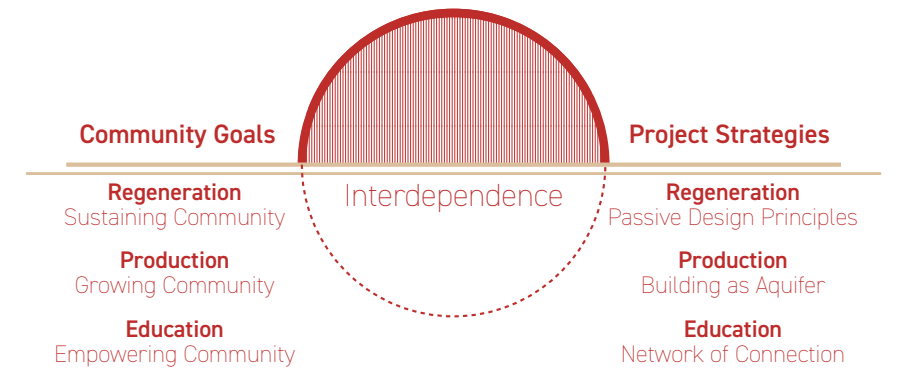 Community Goals
Regeneration
Sustaining Community
Production
Growing Community
Education
Empowering Community
Interdependence
Project Strategies
Regeneration
Passive Design Principles
Production
Building as Aquifer
Education
Network of Connection